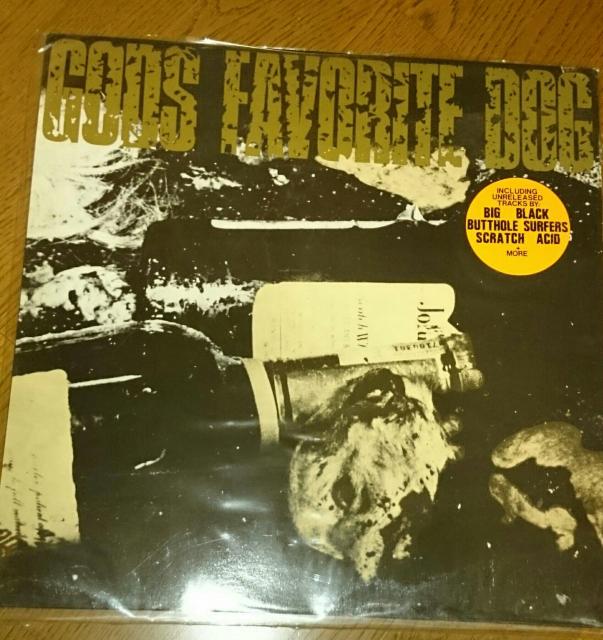 GODS FAVORITE DOG
INCLUDING
UNRELEASED
TRACKS BY:
BIG BLACK
BUTTHOLE SURFERS
SCRATCH ACID
+
MORE